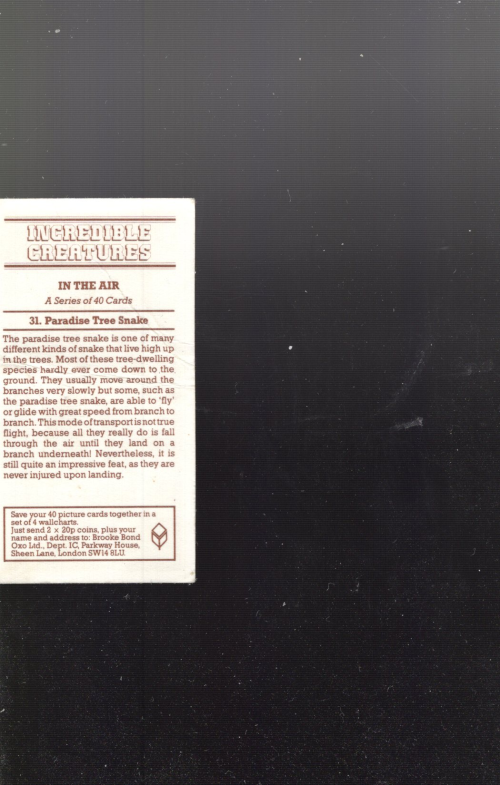 INCREDIBLE
CREATURES
IN THE AIR
A Series of 40 Cards
31. Paradise Tree Snake
The paradise tree snake is one of many
different kinds of snake that live high up
in the trees. Most of these tree-dwelling
species hardly ever come down to the
ground. They usually move around the
branches very slowly but some, such as
the paradise tree snake, are able to 'fly'
or glide with great speed from branch to
branch. This mode of transport is not true
flight, because all they really do is fall
through the air until they land on a
branch underneath! Nevertheless, it is
still quite an impressive feat, as they are
never injured upon landing.
Save your 40 picture cards together in a
set of 4 wallcharts.
Just send 2 x 20p coins, plus your
name and address to: Brooke Bond
Oxo Ltd., Dept. IC, Parkway House,
Sheen Lane, London SW14 8LU.